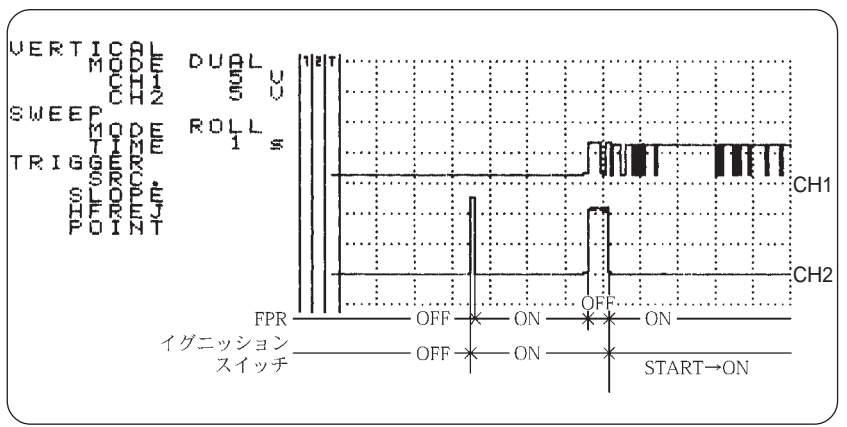 VERTICAL
MODE DUAL
CH1 5 V
CH2 5 V
SWEEP
MODE ROLL
TIME 1 s
TRIGGER
SRC.
SLOPE
HFREJ
POINT
1 2 T
CH1
CH2
FPR OFF ON OFF ON
イグニッション
スイッチ OFF ON START→ON